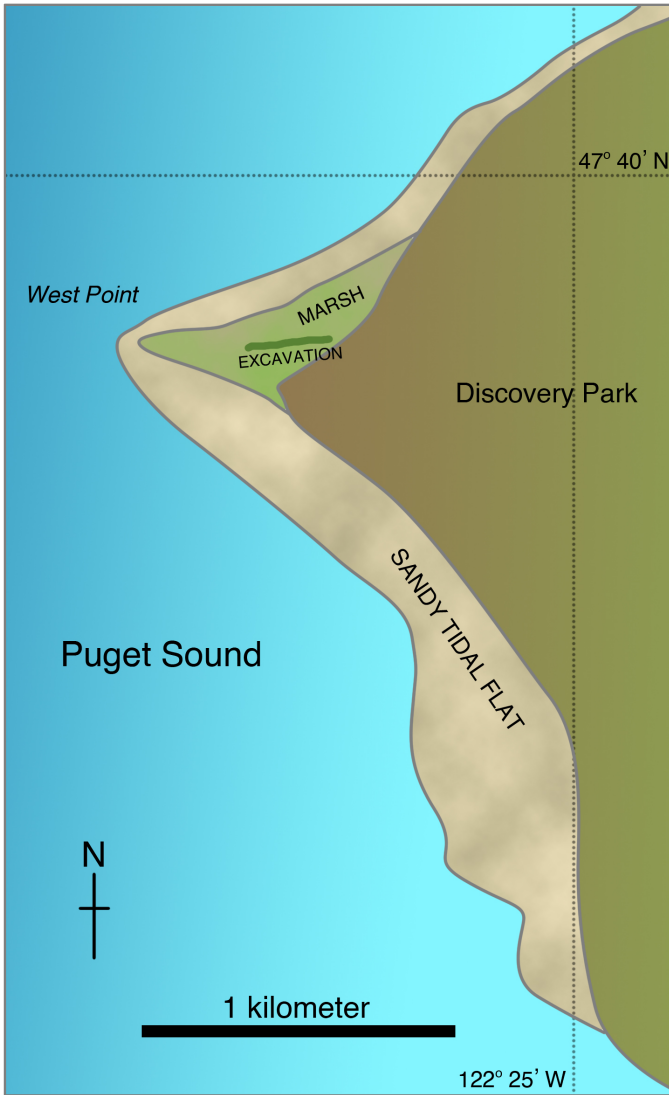 47° 40’ N
West Point
MARSH
EXCAVATION
Discovery Park
SANDY TIDAL FLAT
Puget Sound
N
1 kilometer
122° 25’ W